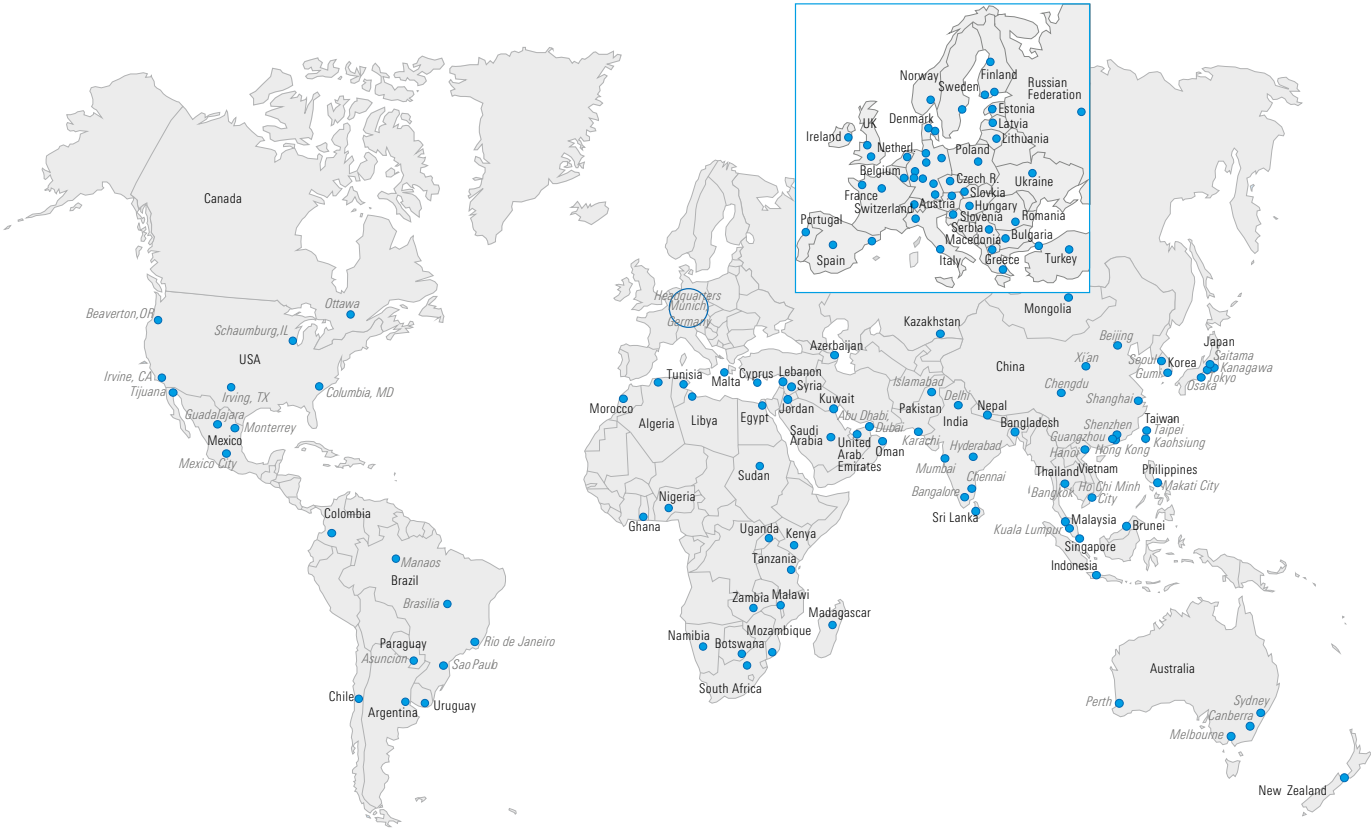 Canada
Beaverton,OR
Ottawa
Schaumburg,IL
USA
Irvine, CA
Tijuana
Irving, TX
Columbia, MD
Guadalajara
Monterrey
Mexico
Mexico City
Colombia
Manaos
Brazil
Brasilia
Paraguay
Asuncion
Rio de Janeiro
Sao Paulo
Chile
Argentina
Uruguay
Norway
Sweden
Finland
Russian
Federation
Estonia
Latvia
Lithuania
Denmark
UK
Ireland
Netherl.
Poland
Belgium
Czech R.
Slovkia
Ukraine
France
Switzerland
Austria
Hungary
Slovenia
Romania
Serbia
Bulgaria
Macedonia
Portugal
Spain
Italy
Greece
Turkey
Headquarters
Munich
Germany
Morocco
Algeria
Tunisia
Libya
Malta
Cyprus
Lebanon
Syria
Jordan
Egypt
Azerbaijan
Kazakhstan
Kuwait
Saudi
Arabia
Abu Dhabi
Dubai
United
Arab.
Emirates
Oman
Sudan
Nigeria
Ghana
Uganda
Kenya
Tanzania
Zambia
Malawi
Madagascar
Mozambique
Namibia
Botswana
South Africa
Mongolia
China
Beijing
Xi'an
Chengdu
Shanghai
Seoul
Korea
Gumi
Japan
Saitama
Kanagawa
Tokyo
Osaka
Islamabad
Pakistan
Karachi
Delhi
India
Nepal
Bangladesh
Hyderabad
Mumbai
Chennai
Bangalore
Sri Lanka
Shenzhen
Guangzhou
Hong Kong
Taiwan
Taipei
Kaohsiung
Hanoi
Thailand
Vietnam
Bangkok
Ho Chi Minh
City
Philippines
Makati City
Kuala Lumpur
Malaysia
Brunei
Singapore
Indonesia
Australia
Perth
Sydney
Canberra
Melbourne
New Zealand